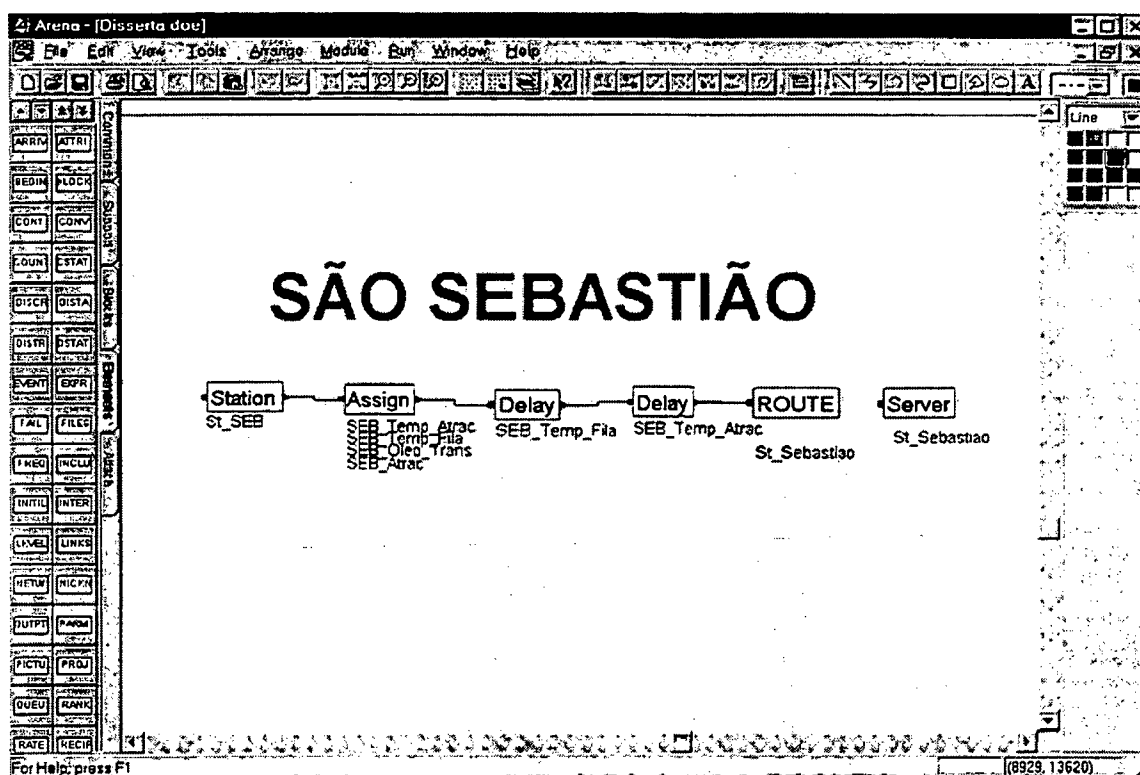 Arena - [Disserta doe]
File Edit View Tools Arrange Module Run Window Help
Line
ARRIV ATTRI
BEGIN BLOCK
CONT CONV
COUN CSTAT
DISCR DISTA
DISTR DSTAT
EVENT EXPR
FAIL FILES
FREQ INCLU
INITIL INTER
LEVEL LINKS
NETW NICKN
OUTPT PARM
PICTU PROJ
QUEU RANK
RATE RECIP
Common
Support
Blocks
Elements
SÃO SEBASTIÃO
Station Assign Delay Delay ROUTE Server
St_SEB
SEB_Temp_Atrac
SEB_Temp_Fila
SEB_Oleo_Trans
SEB_Atrac
SEB_Temp_Fila
SEB_Temp_Atrac
St_Sebastiao
St_Sebastiao
For Help, press F1
(8929, 13620)